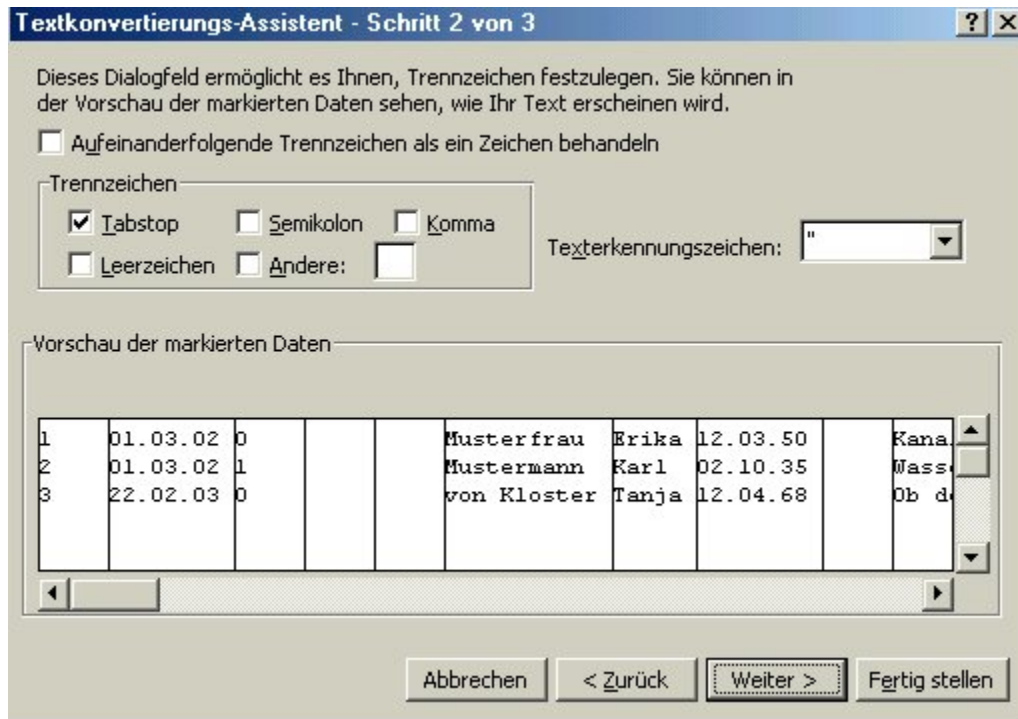 Textkonvertierungs-Assistent - Schritt 2 von 3
Dieses Dialogfeld ermöglicht es Ihnen, Trennzeichen festzulegen. Sie können in
der Vorschau der markierten Daten sehen, wie Ihr Text erscheinen wird.
Aufeinanderfolgende Trennzeichen als ein Zeichen behandeln
Trennzeichen
Tabstop Semikolon Komma
Leerzeichen Andere:
Texterkennungszeichen: "
Vorschau der markierten Daten
1 01.03.02 0 Musterfrau Erika 12.03.50 Kana
2 01.03.02 1 Mustermann Karl 02.10.35 Wass
3 22.02.03 0 von Kloster Tanja 12.04.68 Ob d
Abbrechen < Zurück Weiter > Fertig stellen